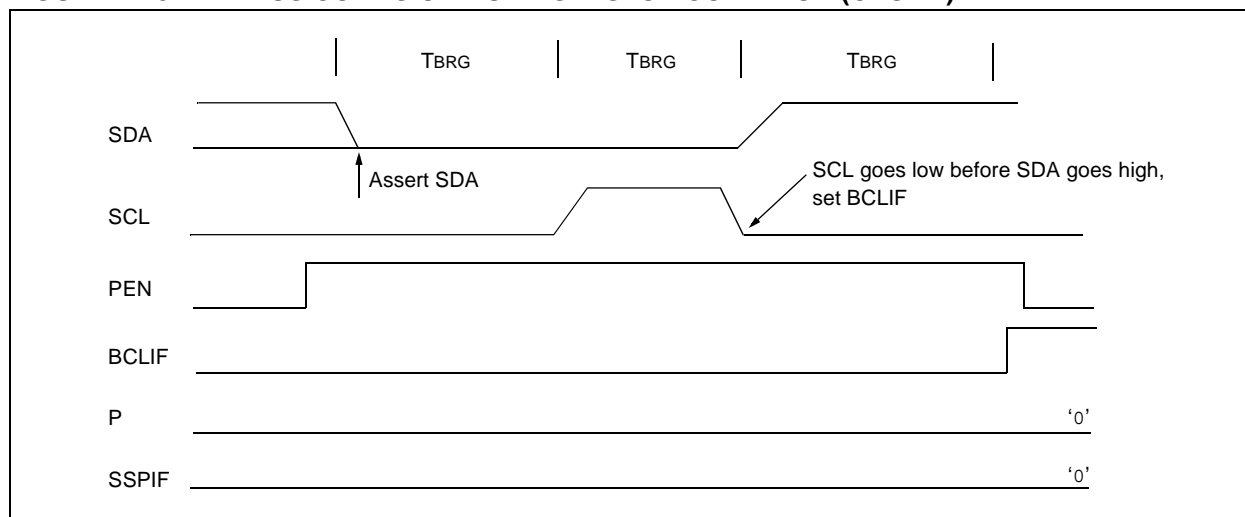 TBRG TBRG TBRG
SDA
Assert SDA
SCL goes low before SDA goes high,
set BCLIF
SCL
PEN
BCLIF
P '0'
SSPIF '0'